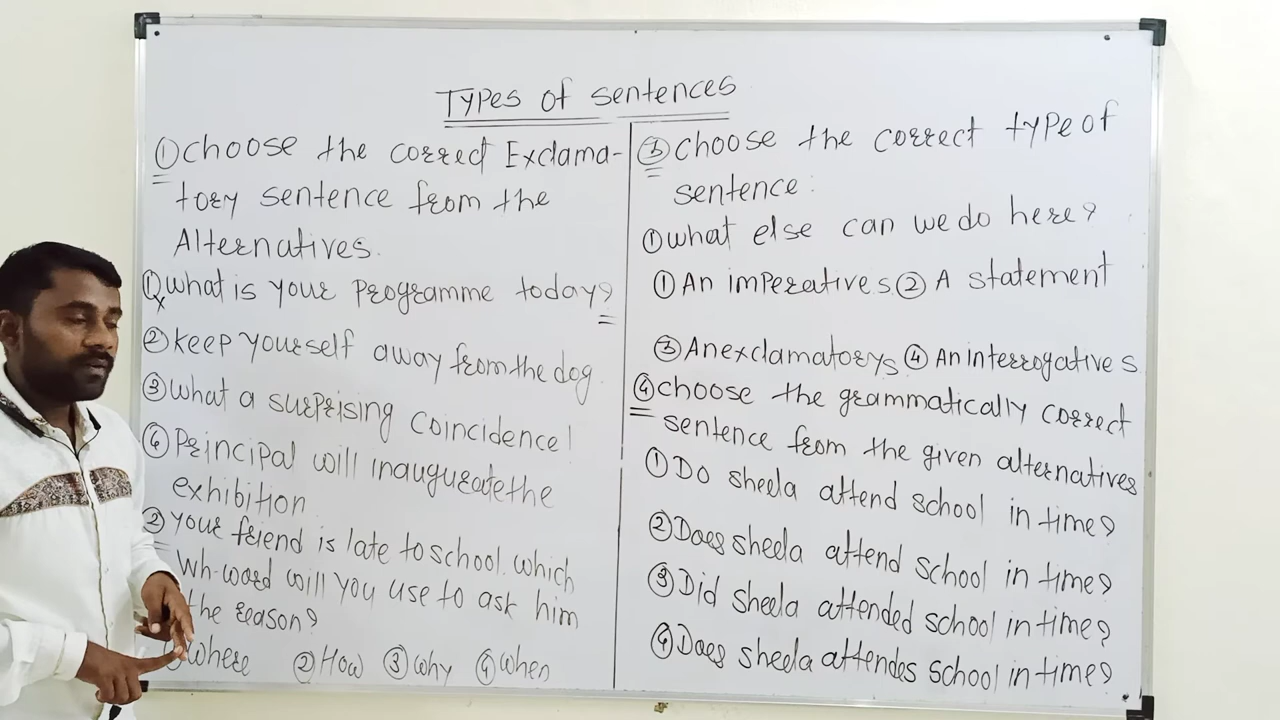 Types of sentences
① Choose the correct Exclama-
tory sentence from the
Alternatives.
① What is your programme today?
② Keep yourself away from the dog.
③ What a surprising coincidence!
④ Principal will inaugurate the
exhibition
② Your friend is late to school. which
Wh-word will you use to ask him
the reason?
where ② How ③ why ④ when
③ Choose the correct type of
sentence:
① What else can we do here?
① An imperatives ② A statement
③ An exclamatorys ④ An interrogatives
④ Choose the grammatically correct
sentence from the given alternatives
① Do sheela attend school in time?
② Does sheela attend school in time?
③ Did sheela attended school in time?
④ Does sheela attendes school in time?